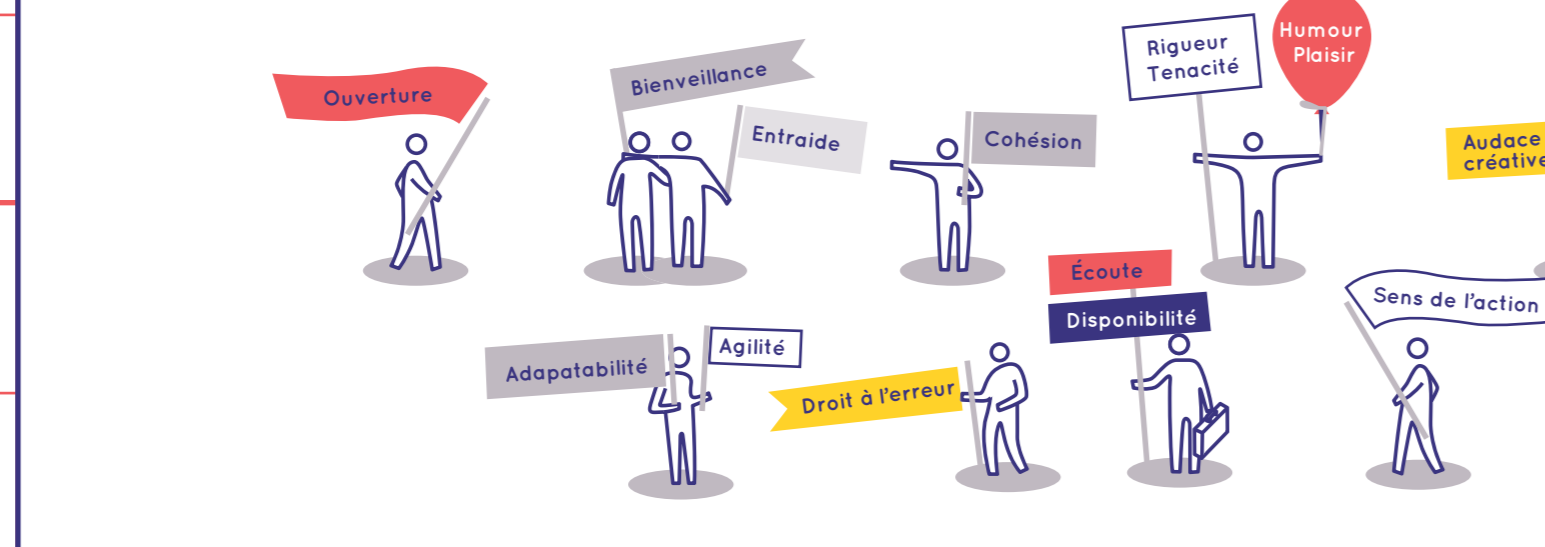 Ouverture
Bienveillance
Entraide
Cohésion
Rigueur
Tenacité
Humour
Plaisir
Audace
créative
Adapatabilité
Agilité
Droit à l'erreur
Écoute
Disponibilité
Sens de l'action